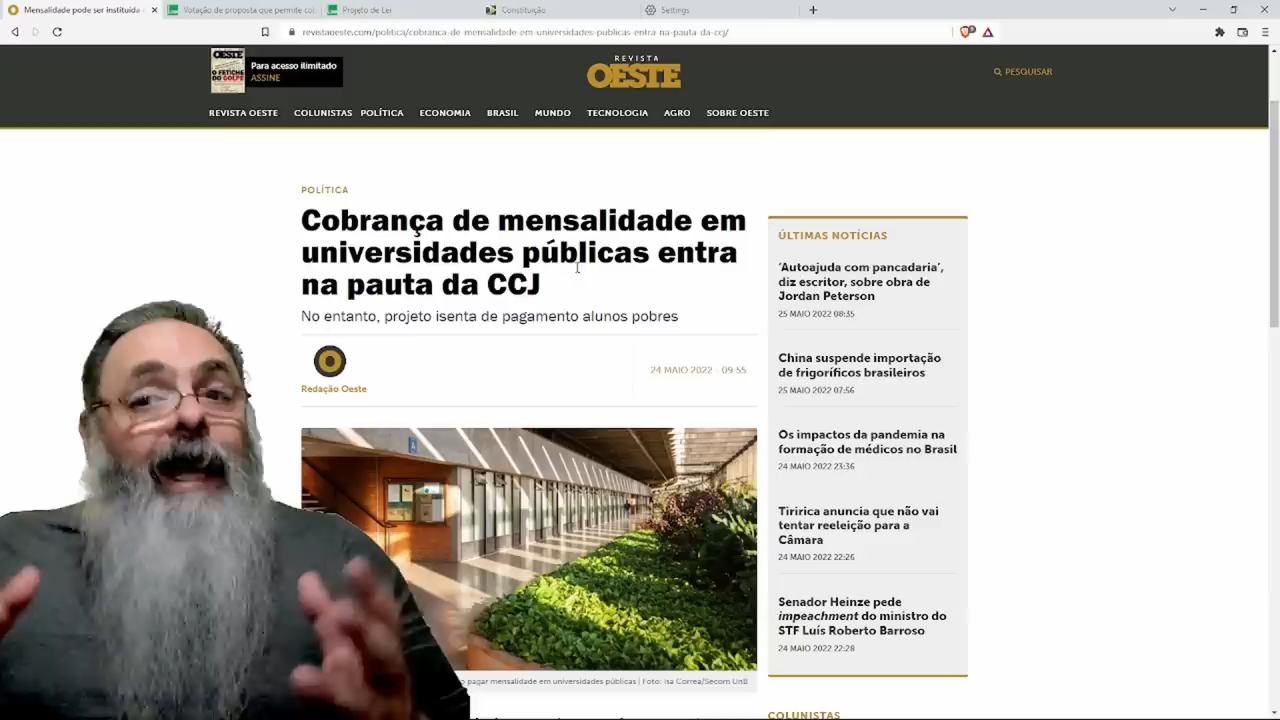 Mensalidade pode ser instituída
Votação de proposta que permite co
Projeto de Lei
Constituição
Settings
revistaoeste.com/politica/cobranca-de-mensalidade-em-universidades-publicas-entra-na-pauta-da-ccj/
OESTE
O FETICHE
DO GOLPE
Para acesso ilimitado
ASSINE
REVISTA
OESTE
PESQUISAR
REVISTA OESTE
COLUNISTAS
POLÍTICA
ECONOMIA
BRASIL
MUNDO
TECNOLOGIA
AGRO
SOBRE OESTE
POLÍTICA
Cobrança de mensalidade em
universidades públicas entra
na pauta da CCJ
No entanto, projeto isenta de pagamento alunos pobres
Redação Oeste
24 MAIO 2022 - 09:55
pagar mensalidade em universidades públicas | Foto: Isa Correa/Secom UnB
ÚLTIMAS NOTÍCIAS
‘Autoajuda com pancadaria’,
diz escritor, sobre obra de
Jordan Peterson
25 MAIO 2022 08:35
China suspende importação
de frigoríficos brasileiros
25 MAIO 2022 07:56
Os impactos da pandemia na
formação de médicos no Brasil
24 MAIO 2022 23:36
Tiririca anuncia que não vai
tentar reeleição para a
Câmara
24 MAIO 2022 22:26
Senador Heinze pede
impeachment do ministro do
STF Luís Roberto Barroso
24 MAIO 2022 22:28
COLUNISTAS